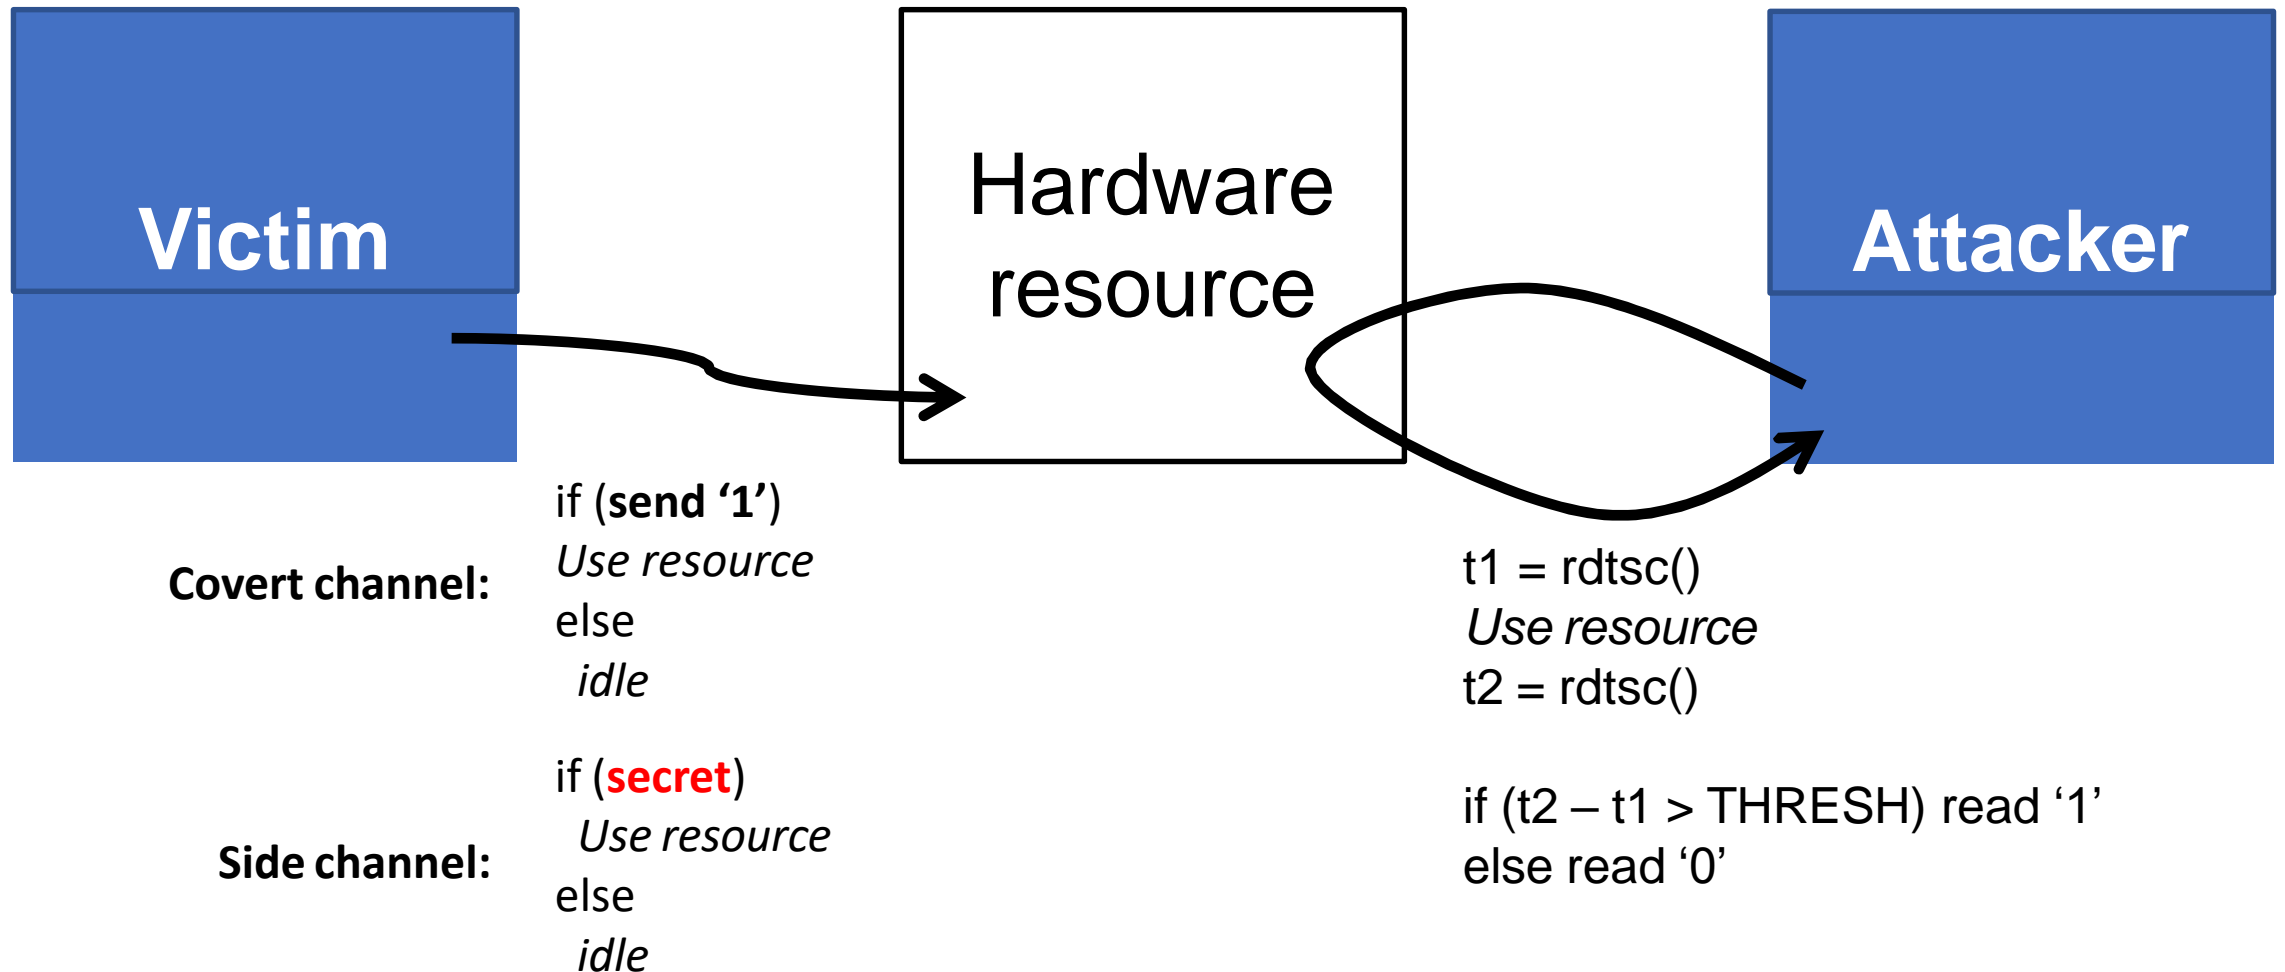 Victim
Hardware
resource
Attacker
Covert channel:
if (send ‘1’)
Use resource
else
idle
Side channel:
if (secret)
Use resource
else
idle
t1 = rdtsc()
Use resource
t2 = rdtsc()
if (t2 – t1 > THRESH) read ‘1’
else read ‘0’